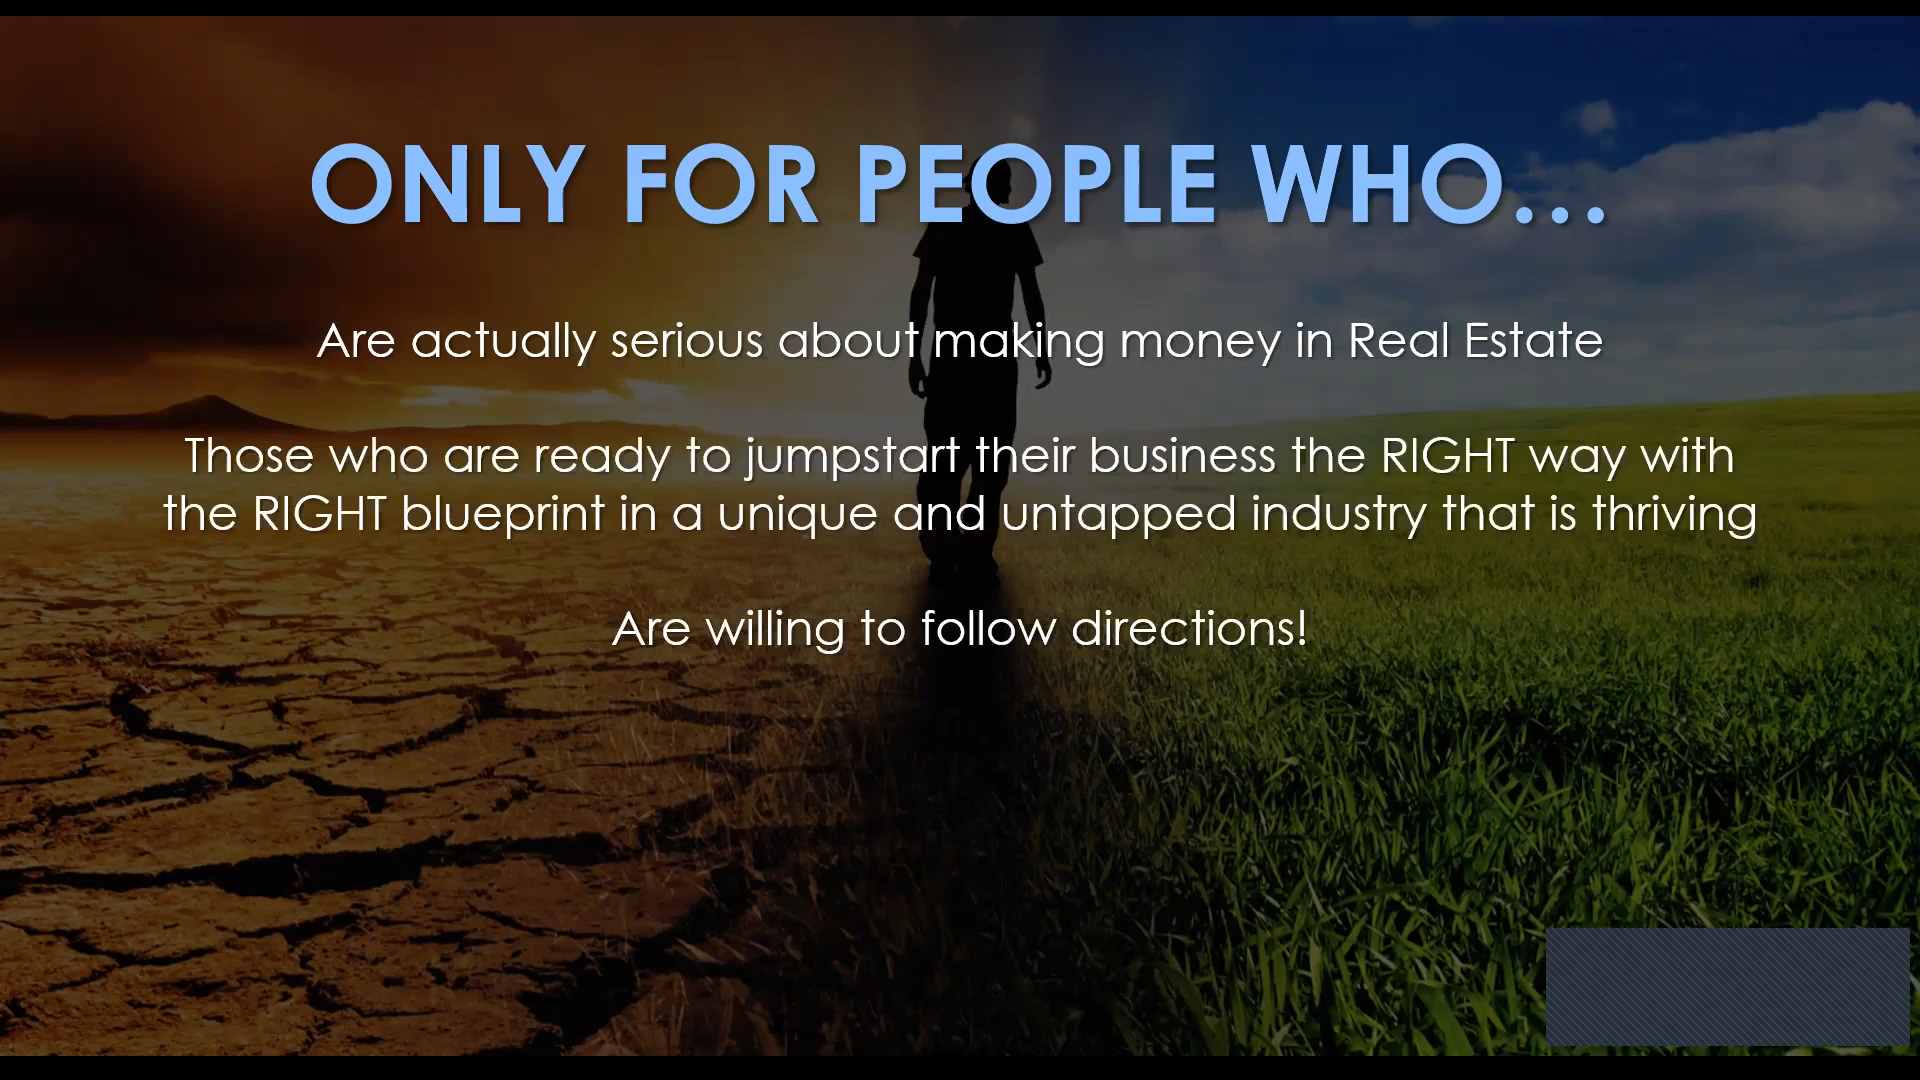 ONLY FOR PEOPLE WHO...
Are actually serious about making money in Real Estate
Those who are ready to jumpstart their business the RIGHT way with
the RIGHT blueprint in a unique and untapped industry that is thriving
Are willing to follow directions!